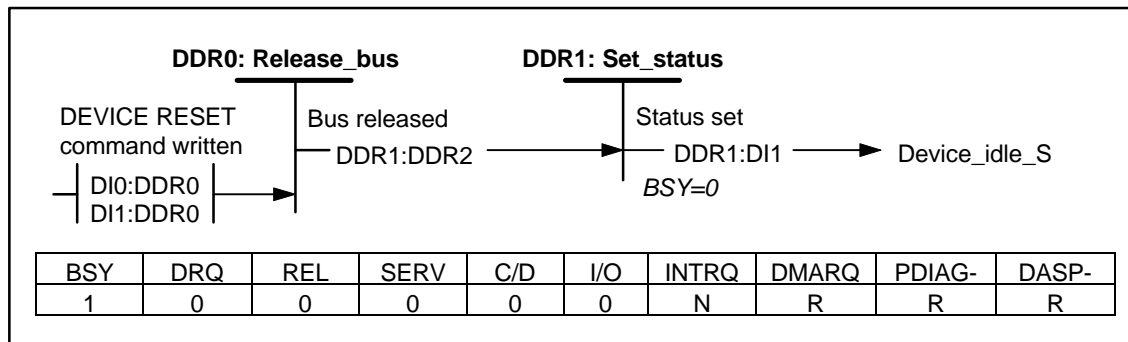 DDR0: Release_bus
DDR1: Set_status
DEVICE RESET
command written
Bus released
Status set
DDR1:DDR2
DDR1:DI1
Device_idle_S
DI0:DDR0
DI1:DDR0
BSY=0
BSY DRQ REL SERV C/D I/O INTRQ DMARQ PDIAG- DASP-
1 0 0 0 0 0 N R R R